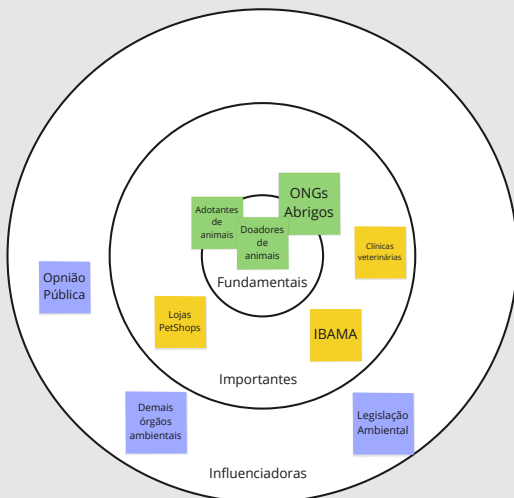 ONGs
Abrigos
Adotantes
de
animais
Doadores
de
animais
Clínicas
veterinárias
Fundamentais
Opnião
Pública
Lojas
PetShops
IBAMA
Importantes
Demais
órgãos
ambientais
Legislação
Ambiental
Influenciadoras